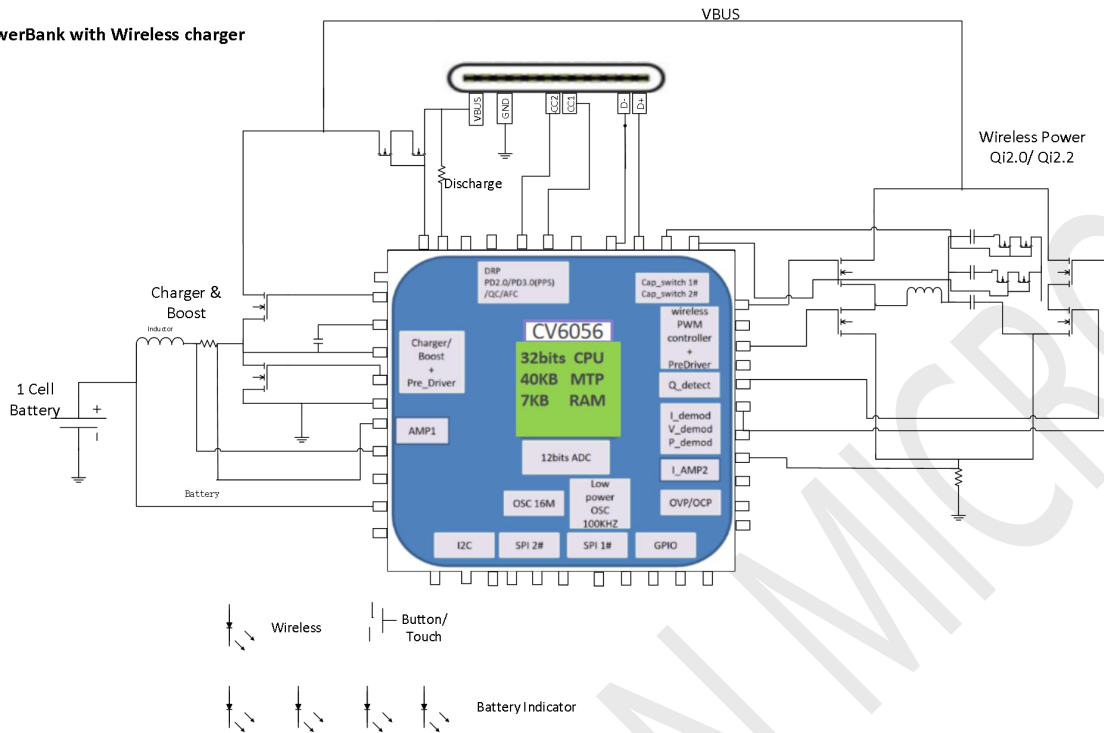 VBUS
werBank with Wireless charger
VBUS
GND
CC2
CC1
D-
D+
Wireless Power
Qi2.0/ Qi2.2
Discharge
DRP
PD2.0/PD3.0(PPS)
/QC/AFC
Cap_switch 1#
Cap_switch 2#
Charger &
Boost
Inductor
wireless
PWM
controller
+
PreDriver
CV6056
Charger/
Boost
+
Pre_Driver
32bits CPU
40KB MTP
7KB RAM
Q_detect
1 Cell
Battery
+
I_demod
V_demod
P_demod
AMP1
12bits ADC
I_AMP2
Battery
Low
power
OSC
100KHZ
OSC 16M
OVP/OCP
I2C
SPI 2#
SPI 1#
GPIO
Wireless
Button/
Touch
Battery Indicator
N MICRO